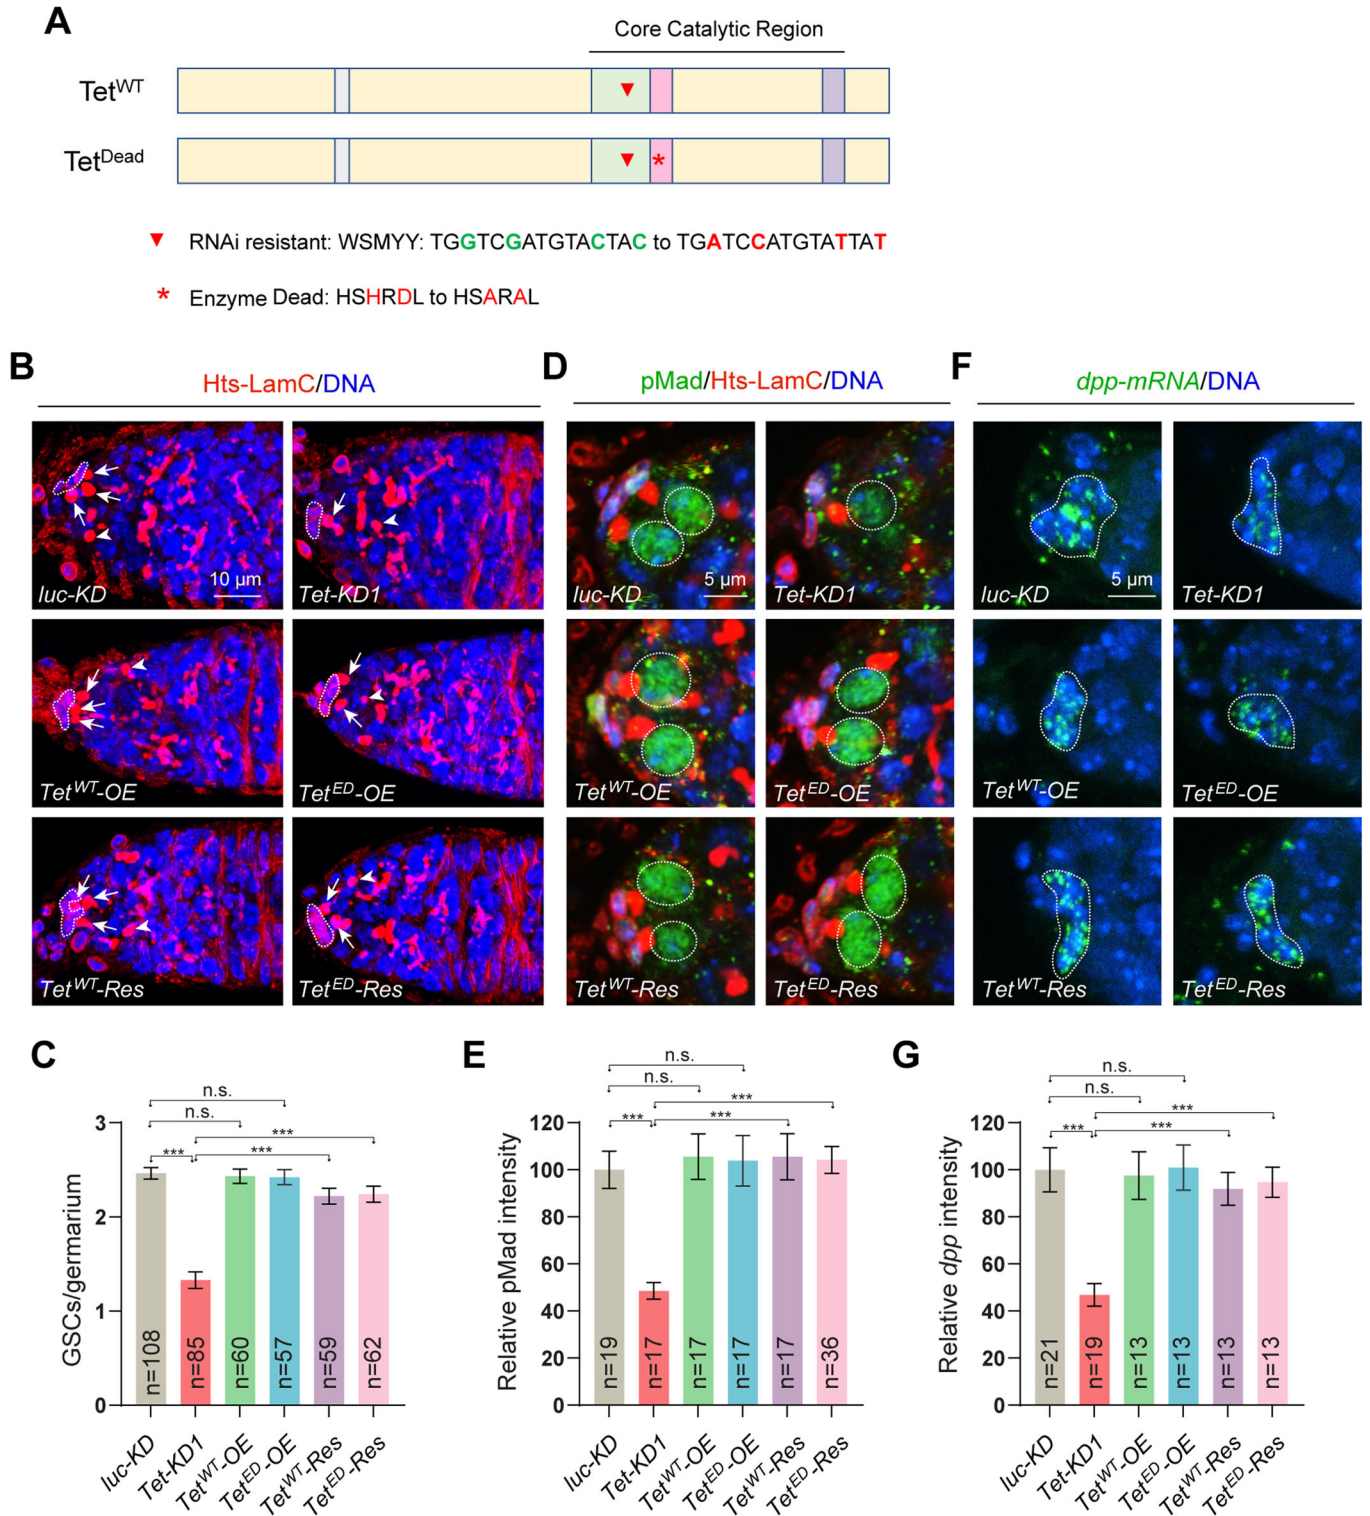 A
Core Catalytic Region
TetWT
TetDead
*
▼ RNAi resistant: WSMYY: TGGTCGATGTACTAC to TGATCCATGTATTAT
* Enzyme Dead: HSHRDL to HSARAL
B
Hts-LamC/DNA
luc-KD
10 μm
Tet-KD1
TetWT-OE
TetED-OE
TetWT-Res
TetED-Res
D
pMad/Hts-LamC/DNA
luc-KD
5 μm
Tet-KD1
TetWT-OE
TetED-OE
TetWT-Res
TetED-Res
F
dpp-mRNA/DNA
luc-KD
5 μm
Tet-KD1
TetWT-OE
TetED-OE
TetWT-Res
TetED-Res
C
n.s.
n.s.
***
***
***
GSCs/germarium
3
2
1
0
n=108
n=85
n=60
n=57
n=59
n=62
luc-KD
Tet-KD1
TetWT-OE
TetED-OE
TetWT-Res
TetED-Res
E
n.s.
n.s.
***
***
***
Relative pMad intensity
120
100
80
60
40
20
0
n=19
n=17
n=17
n=17
n=17
n=36
luc-KD
Tet-KD1
TetWT-OE
TetED-OE
TetWT-Res
TetED-Res
G
n.s.
n.s.
***
***
***
Relative dpp intensity
120
100
80
60
40
20
0
n=21
n=19
n=13
n=13
n=13
n=13
luc-KD
Tet-KD1
TetWT-OE
TetED-OE
TetWT-Res
TetED-Res